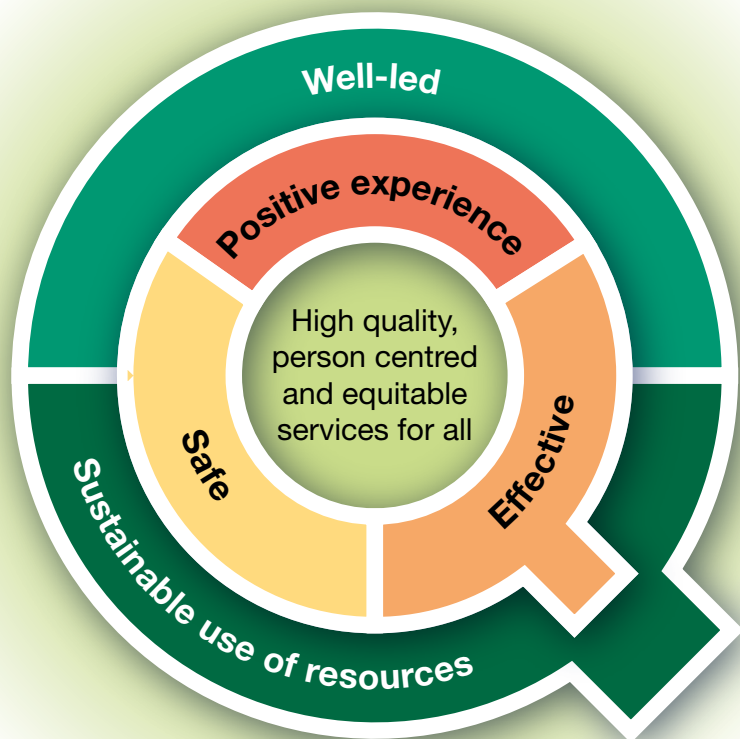 Well-led
Positive experience
High quality,
person centred
and equitable
services for all
Safe
Effective
Sustainable use of resources